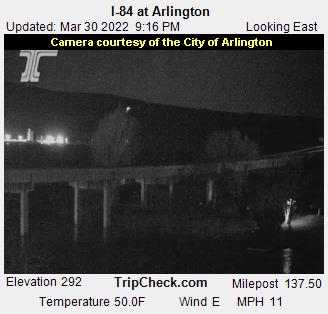 I-84 at Arlington
Updated: Mar 30 2022 9:16 PM Looking East
Camera courtesy of the City of Arlington
Elevation 292 TripCheck.com Milepost 137.50
Temperature 50.0F Wind E MPH 11